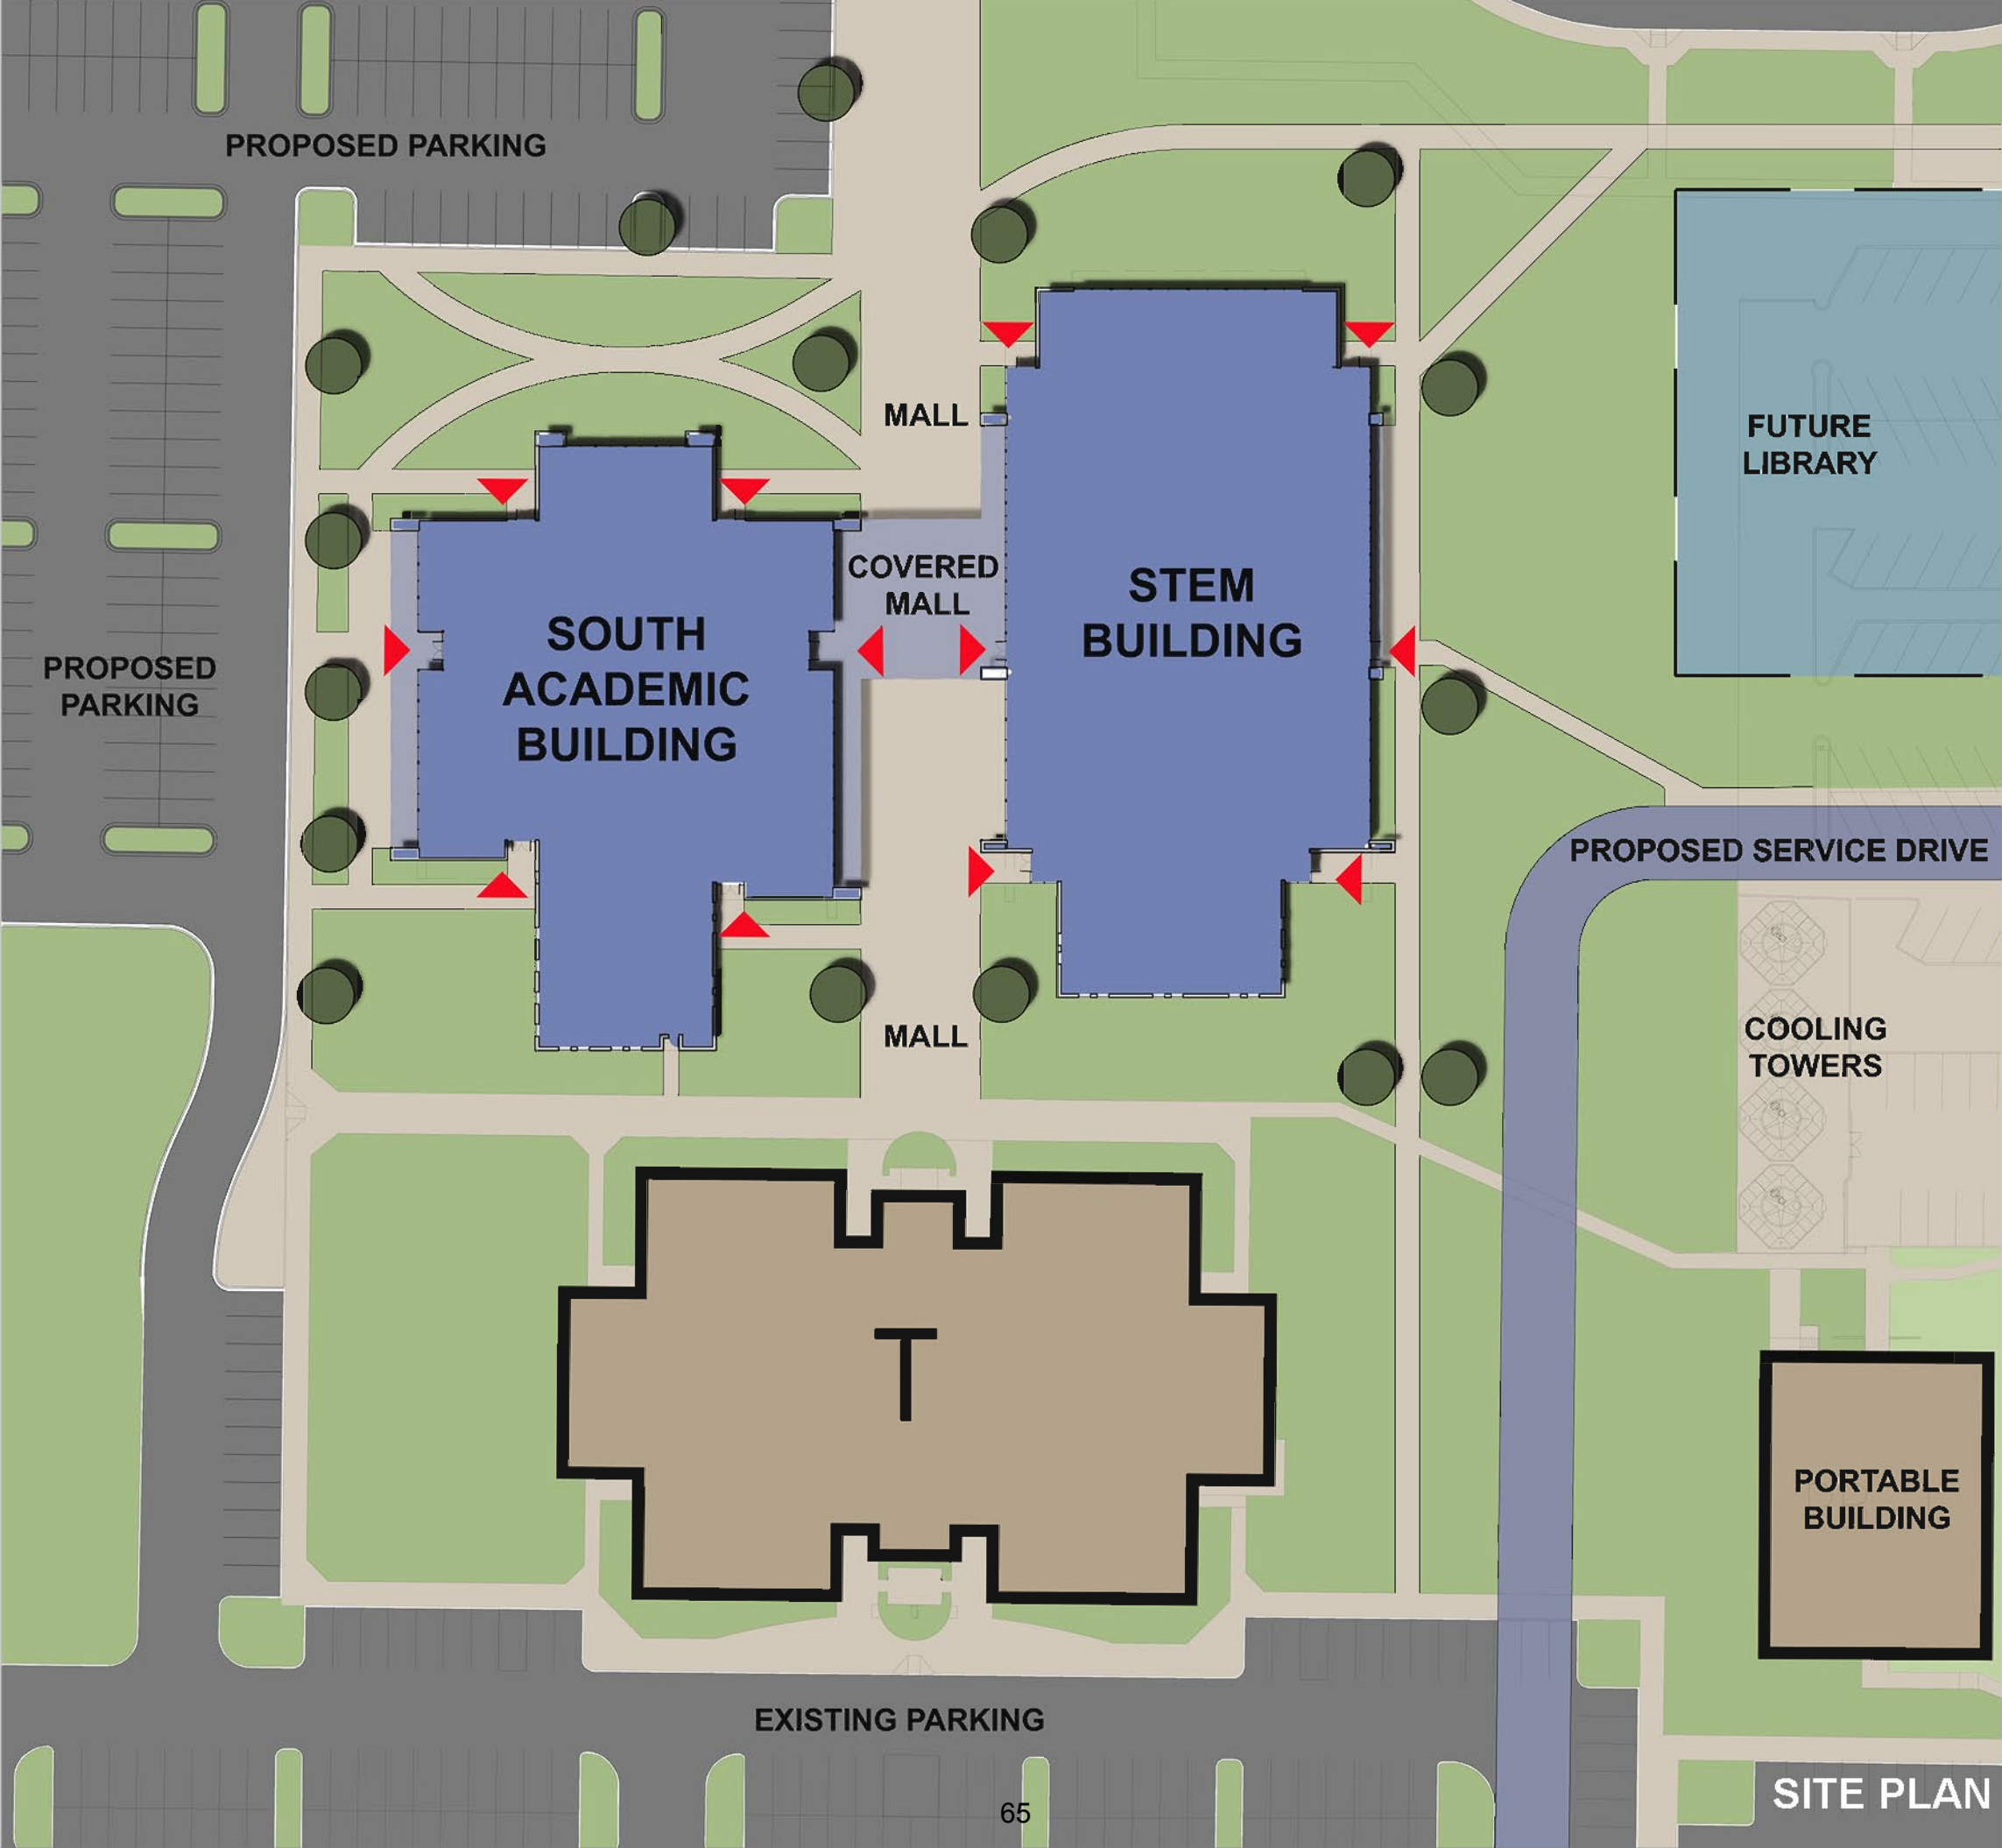 PROPOSED PARKING
MALL
FUTURE
LIBRARY
COVERED
MALL
STEM
BUILDING
SOUTH
ACADEMIC
BUILDING
PROPOSED
PARKING
PROPOSED SERVICE DRIVE
MALL
COOLING
TOWERS
T
PORTABLE
BUILDING
EXISTING PARKING
SITE PLAN
65